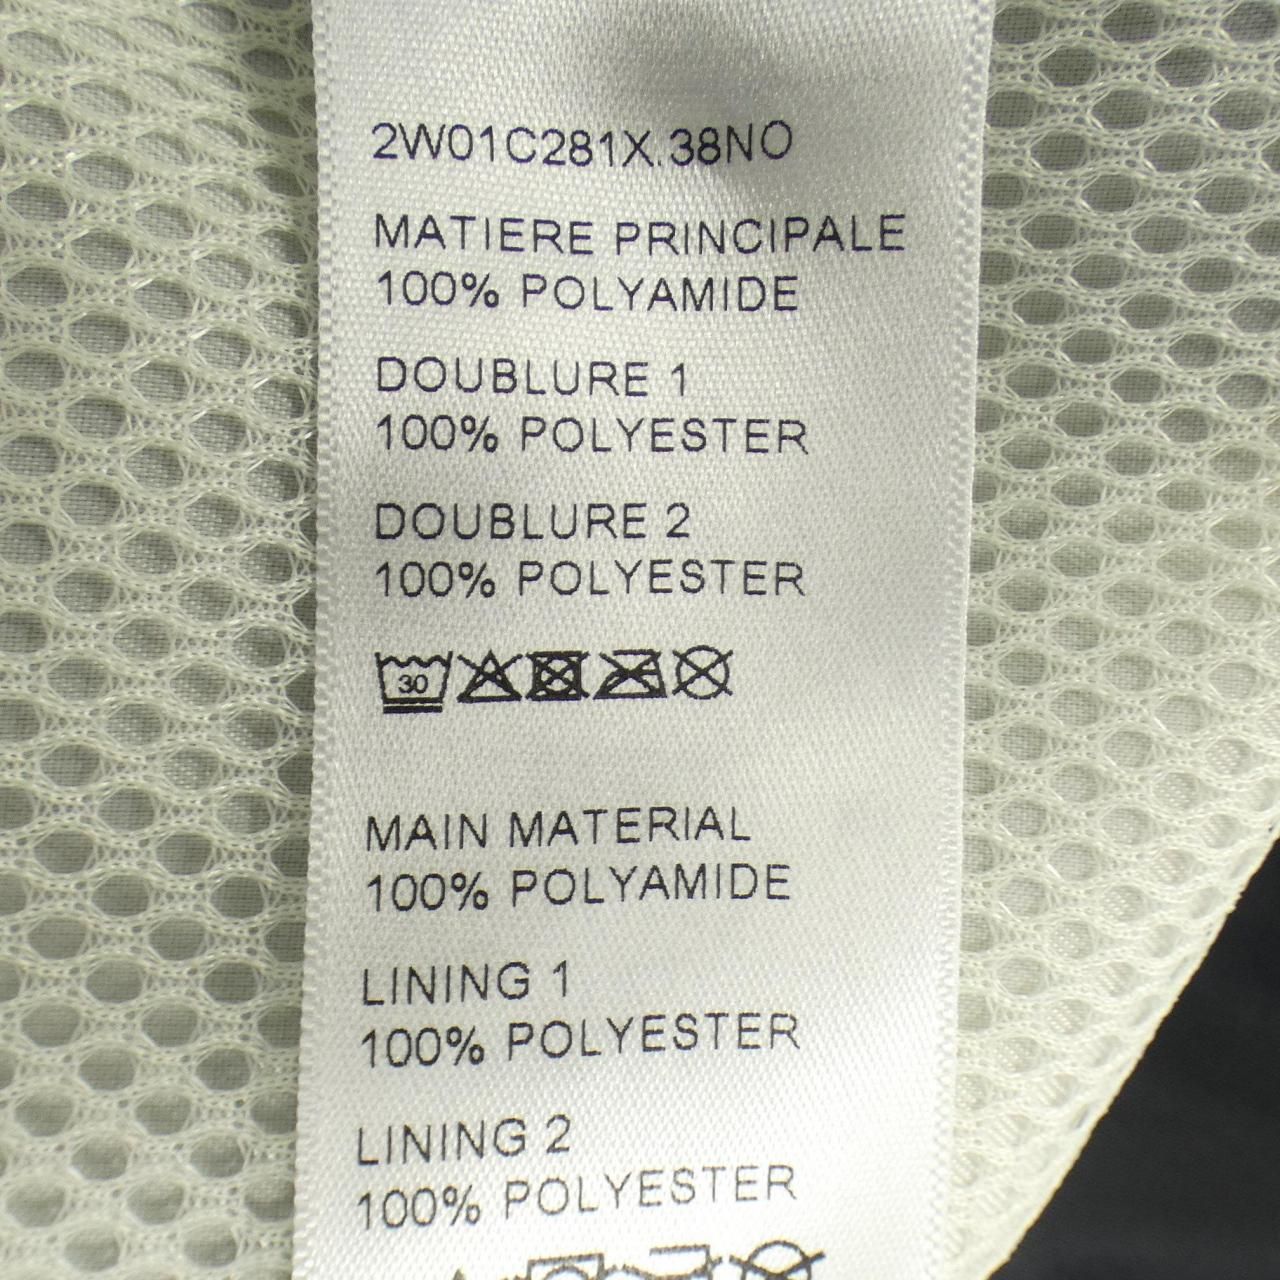 2W01C281X.38NO
MATIERE PRINCIPALE
100% POLYAMIDE
DOUBLURE 1
100% POLYESTER
DOUBLURE 2
100% POLYESTER
30
MAIN MATERIAL
100% POLYAMIDE
LINING 1
100% POLYESTER
LINING 2
100% POLYESTER